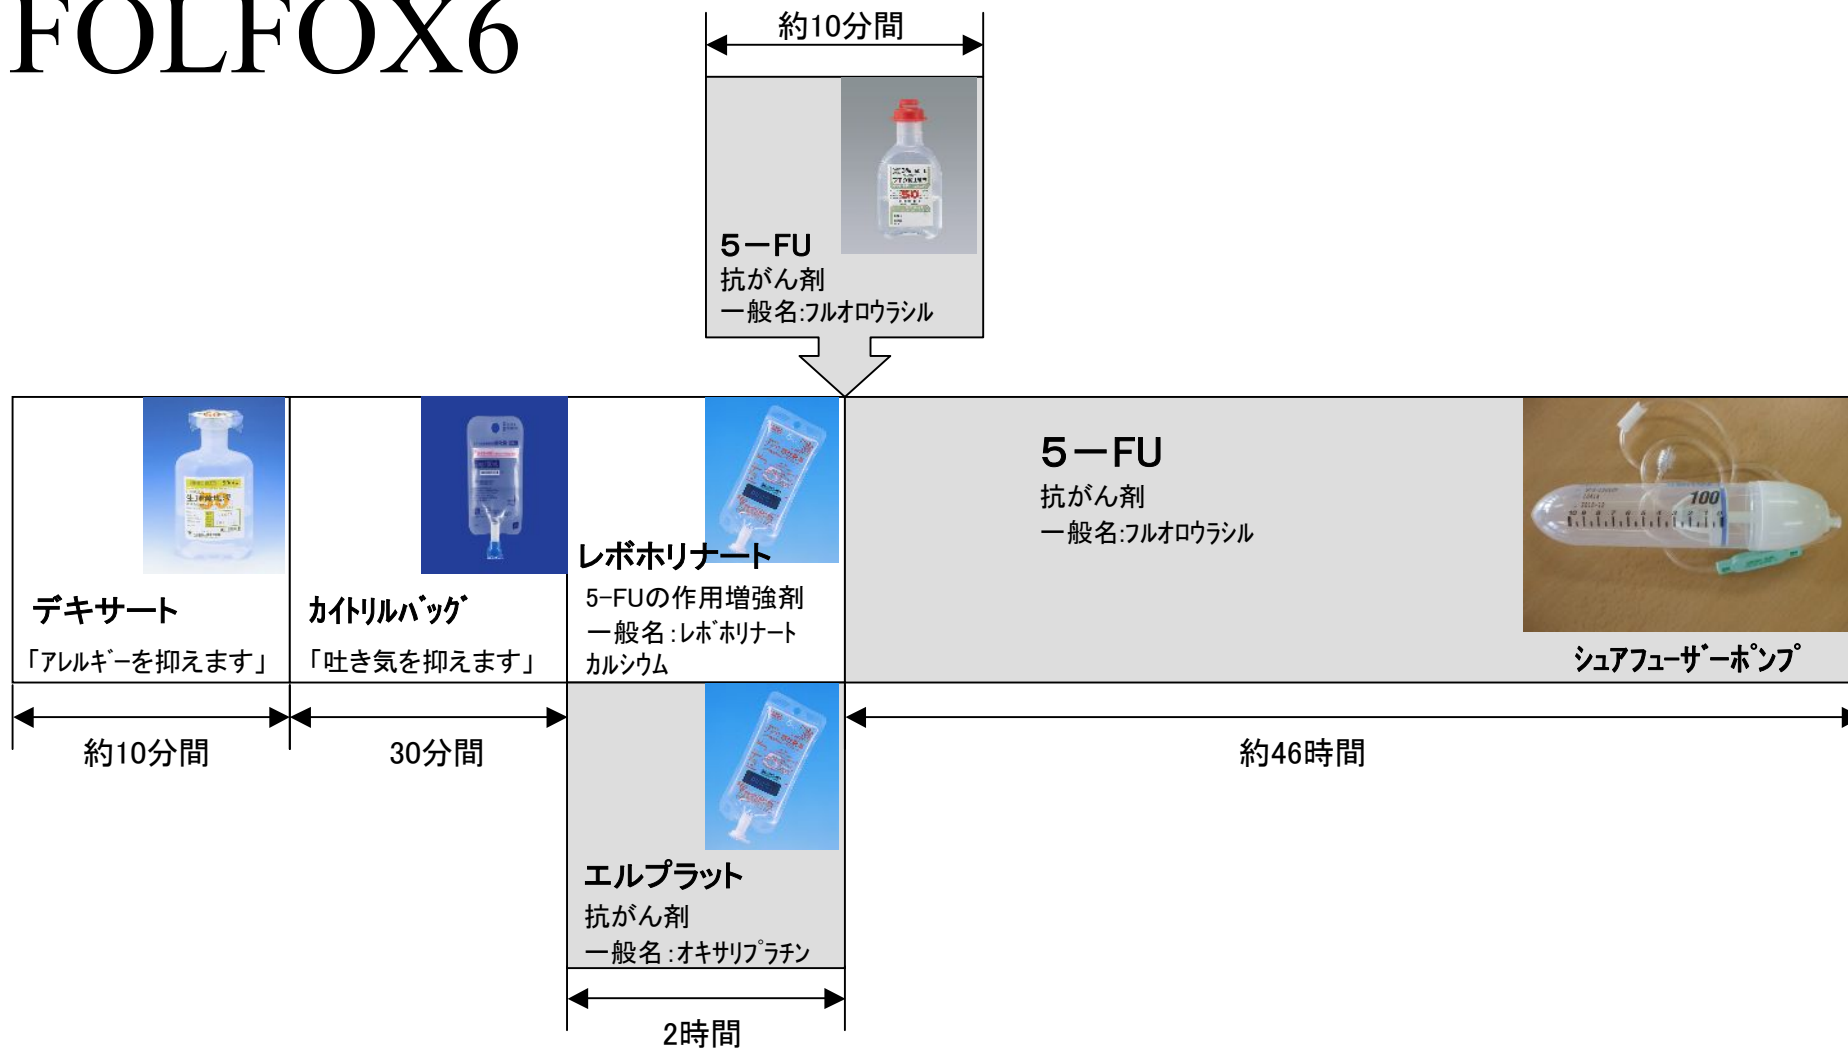 FOLFOX6
約10分間
5－FU
抗がん剤
一般名:フルオロウラシル
デキサート
「アレルギーを抑えます」
カイトリルバッグ
「吐き気を抑えます」
レボホリナート
5-FUの作用増強剤
一般名:レボホリナート
カルシウム
5－FU
抗がん剤
一般名:フルオロウラシル
100
シュアフューザーポンプ
約10分間
30分間
約46時間
エルプラット
抗がん剤
一般名:オキサリプラチン
2時間